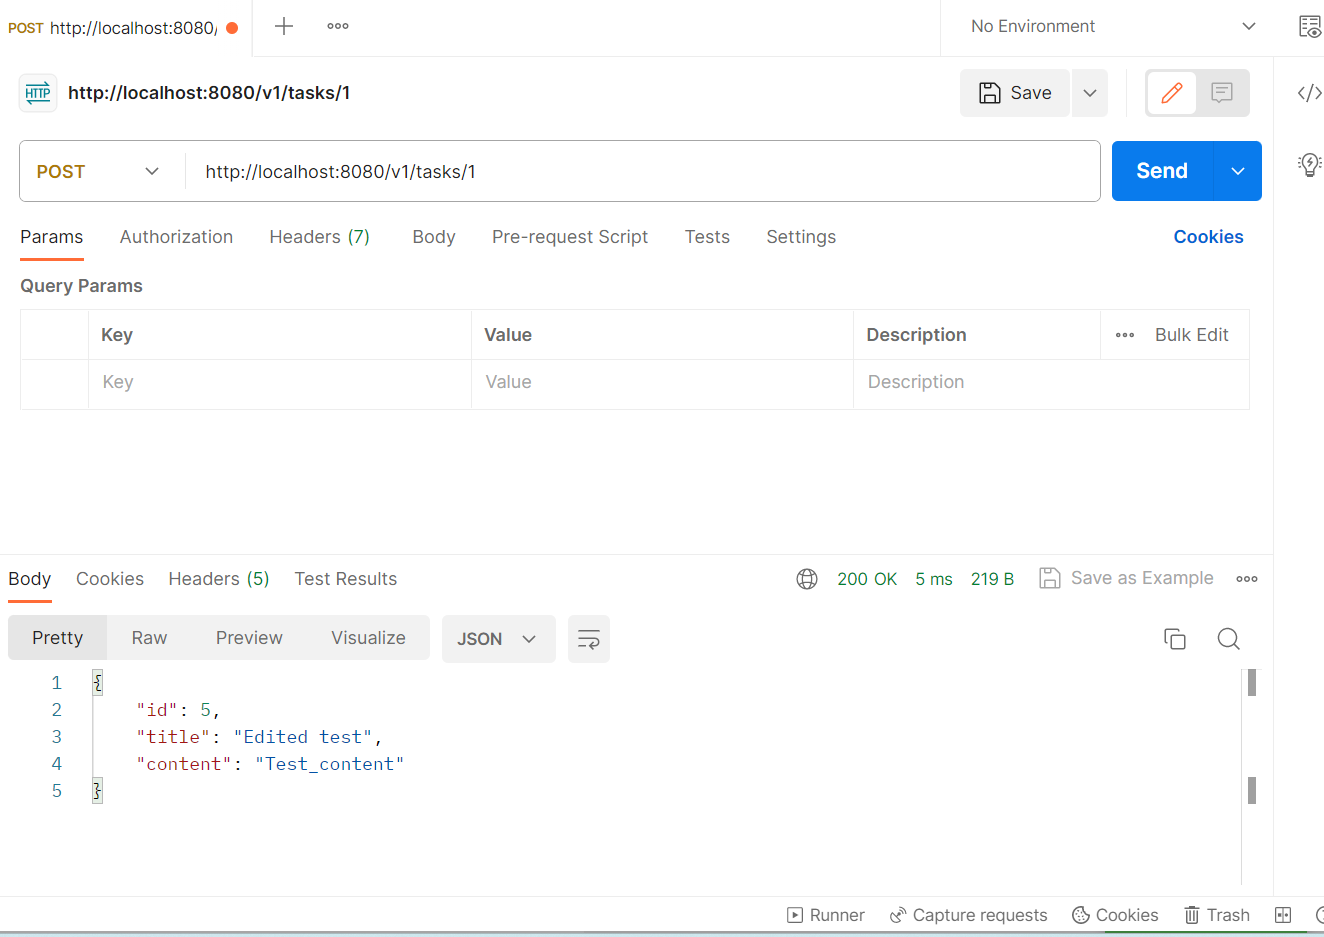 POST http://localhost:8080/
No Environment
HTTP http://localhost:8080/v1/tasks/1
Save
POST http://localhost:8080/v1/tasks/1 Send
Params Authorization Headers (7) Body Pre-request Script Tests Settings Cookies
Query Params
Key Value Description Bulk Edit
Key Value Description
Body Cookies Headers (5) Test Results 200 OK 5 ms 219 B Save as Example
Pretty Raw Preview Visualize JSON
1 {
2 "id": 5,
3 "title": "Edited test",
4 "content": "Test_content"
5 }
Runner Capture requests Cookies Trash